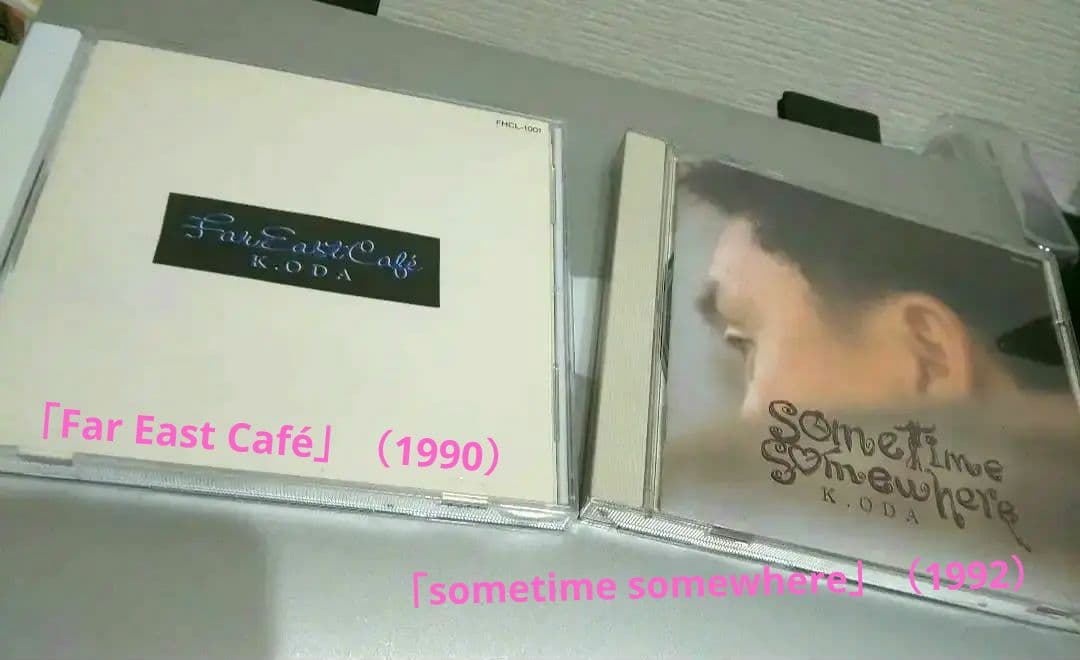 FHCL-1001
Far East Café
K.ODA
「Far East Café」（1990）
sometime
somewhere
K.ODA
「sometime somewhere」（1992）